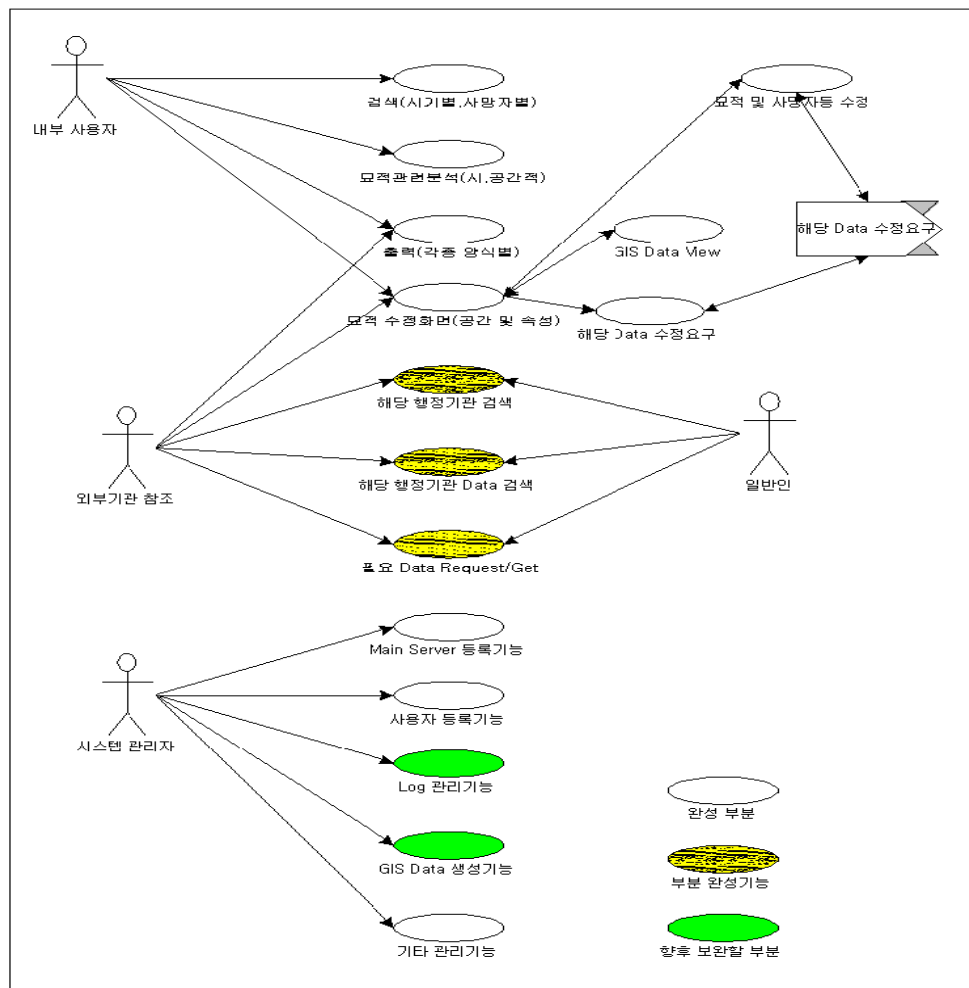 내부 사용자
검색(시기별,사망자별)
묘적 및 사망자등 수정
묘적관련분석(시,공간적)
해당 Data 수정요구
출력(각종 양식별)
GIS Data View
묘적 수정화면(공간 및 속성)
해당 Data 수정요구
해당 행정기관 검색
외부기관 참조
해당 행정기관 Data 검색
일반인
필요 Data Request/Get
Main Server 등록기능
사용자 등록기능
시스템 관리자
Log 관리기능
완성 부분
GIS Data 생성기능
부분 완성기능
기타 관리기능
향후 보완할 부분